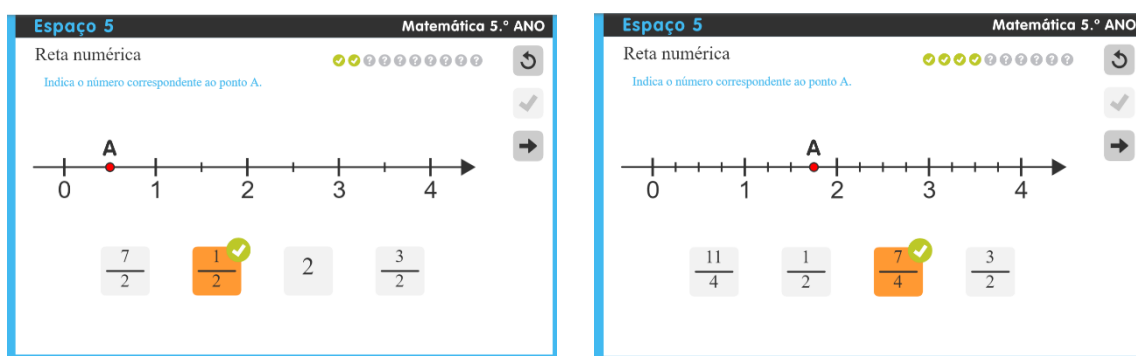 Espaço 5 Matemática 5.º ANO
Reta numérica
Indica o número correspondente ao ponto A.
A
0 1 2 3 4
7/2 1/2 2 3/2
Espaço 5 Matemática 5.º ANO
Reta numérica
Indica o número correspondente ao ponto A.
A
0 1 2 3 4
11/4 1/2 7/4 3/2